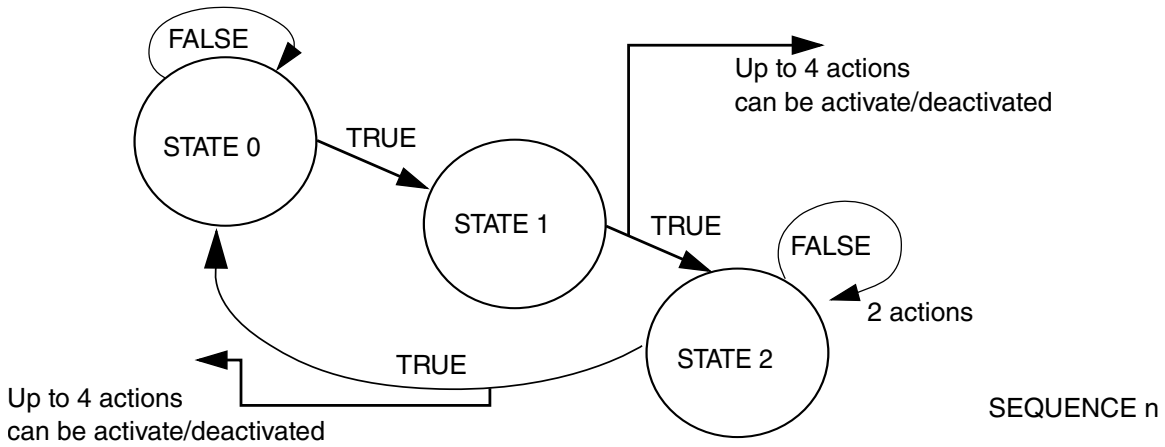 FALSE
Up to 4 actions
can be activate/deactivated
STATE 0
TRUE
STATE 1
TRUE
FALSE
2 actions
STATE 2
TRUE
Up to 4 actions
can be activate/deactivated
SEQUENCE n